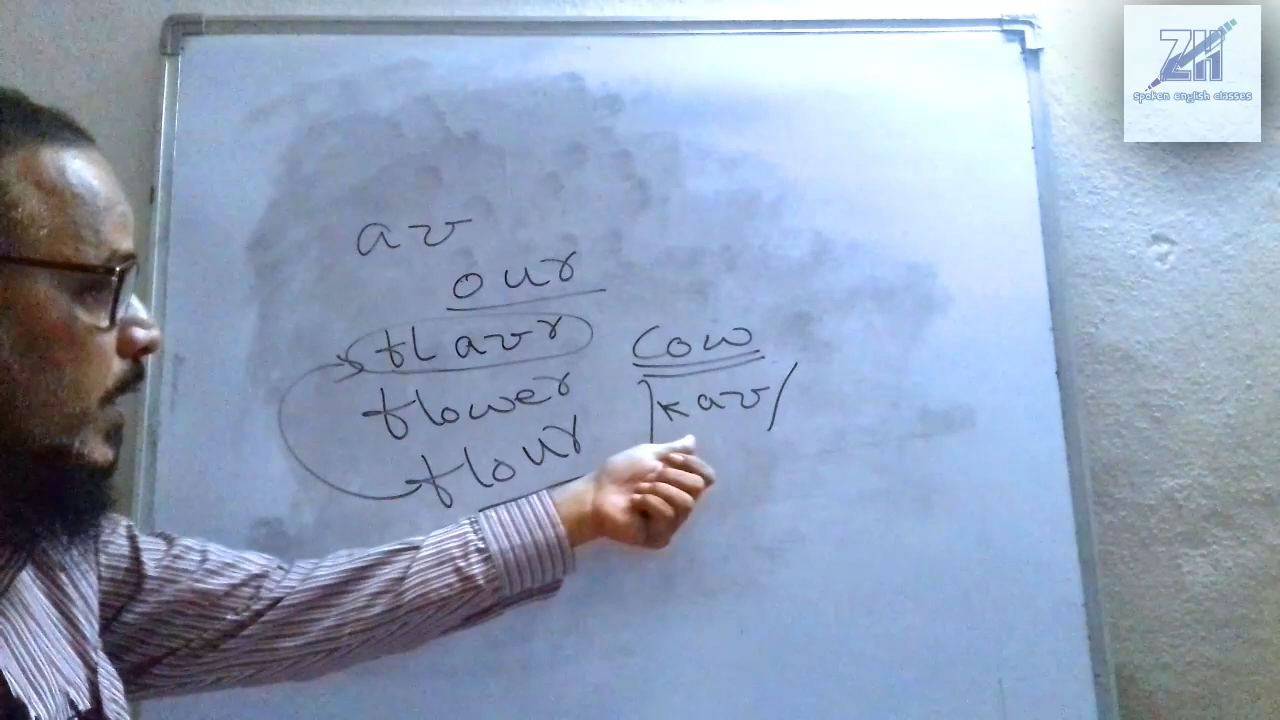 aʊ
our
flaʊr
flower
flour
cow
/kaʊ/
ZH
spoken english classes